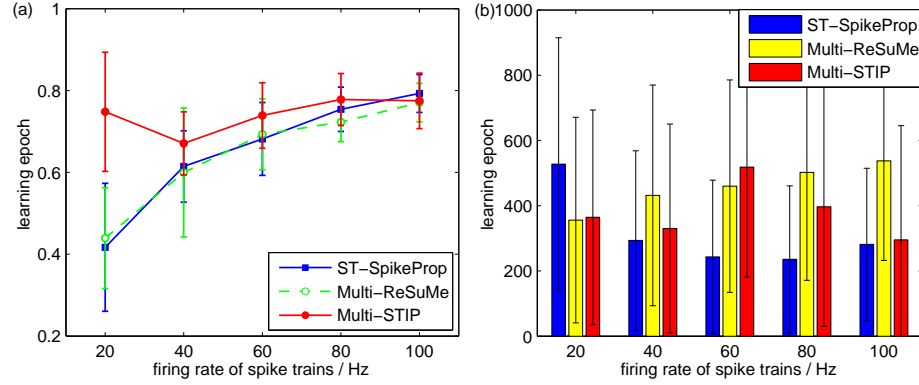 (a)
1
0.8
0.6
0.4
0.2
learning epoch
20 40 60 80 100
firing rate of spike trains / Hz
ST−SpikeProp
Multi−ReSuMe
Multi−STIP
(b)
1000
800
600
400
200
0
learning epoch
20 40 60 80 100
firing rate of spike trains / Hz
ST−SpikeProp
Multi−ReSuMe
Multi−STIP